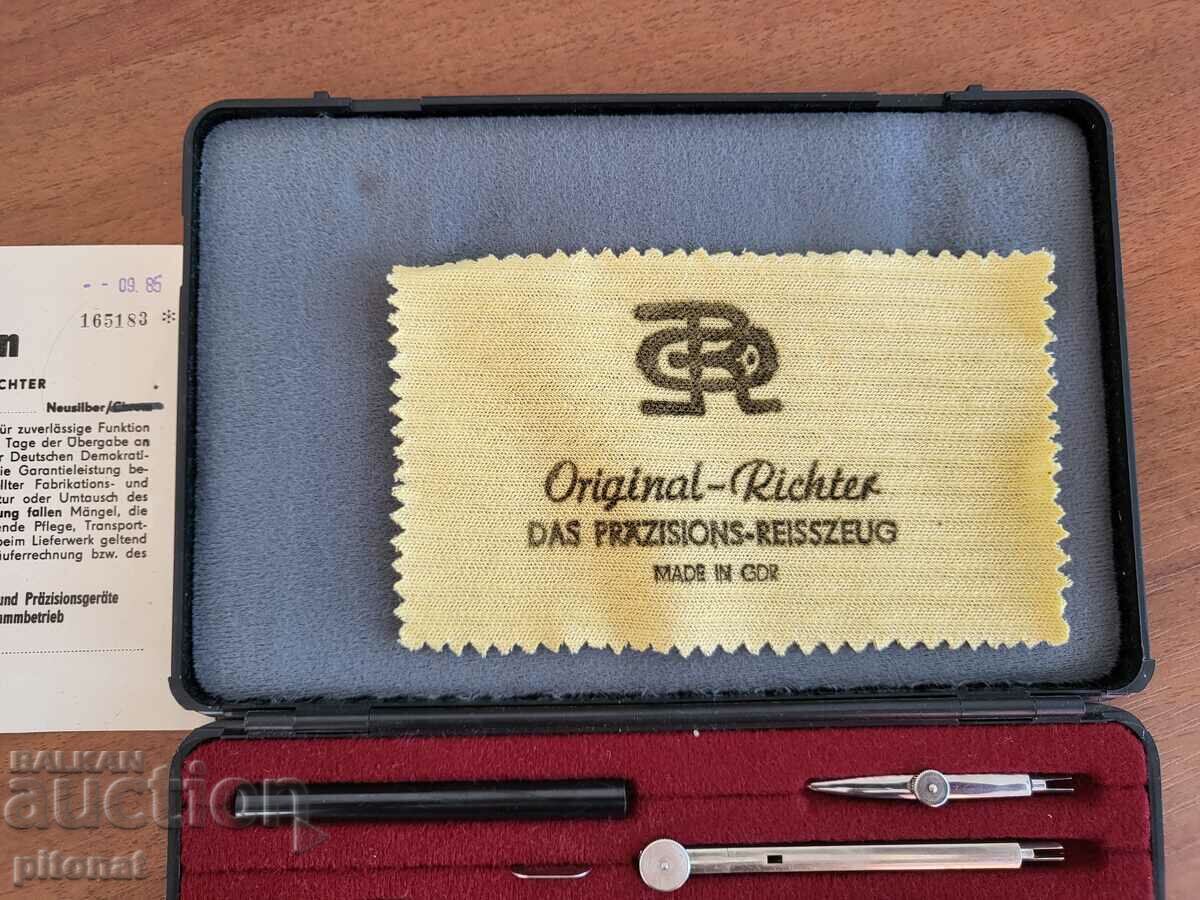 - - 09. 85
165183 *
n
CHTER
Neusilber/Chrom
ür zuverlässige Funktion
Tage der Übergabe an
r Deutschen Demokrati-
ie Garantieleistung be-
llter Fabrikations- und
tur oder Umtausch des
ung fallen Mängel, die
ende Pflege, Transport-
beim Lieferwerk geltend
äuferrechnung bzw. des
und Präzisionsgeräte
ammbetrieb
Original-Richter
DAS PRÄZISIONS-REISSZEUG
MADE IN GDR
BALKAN
auction
pitonat